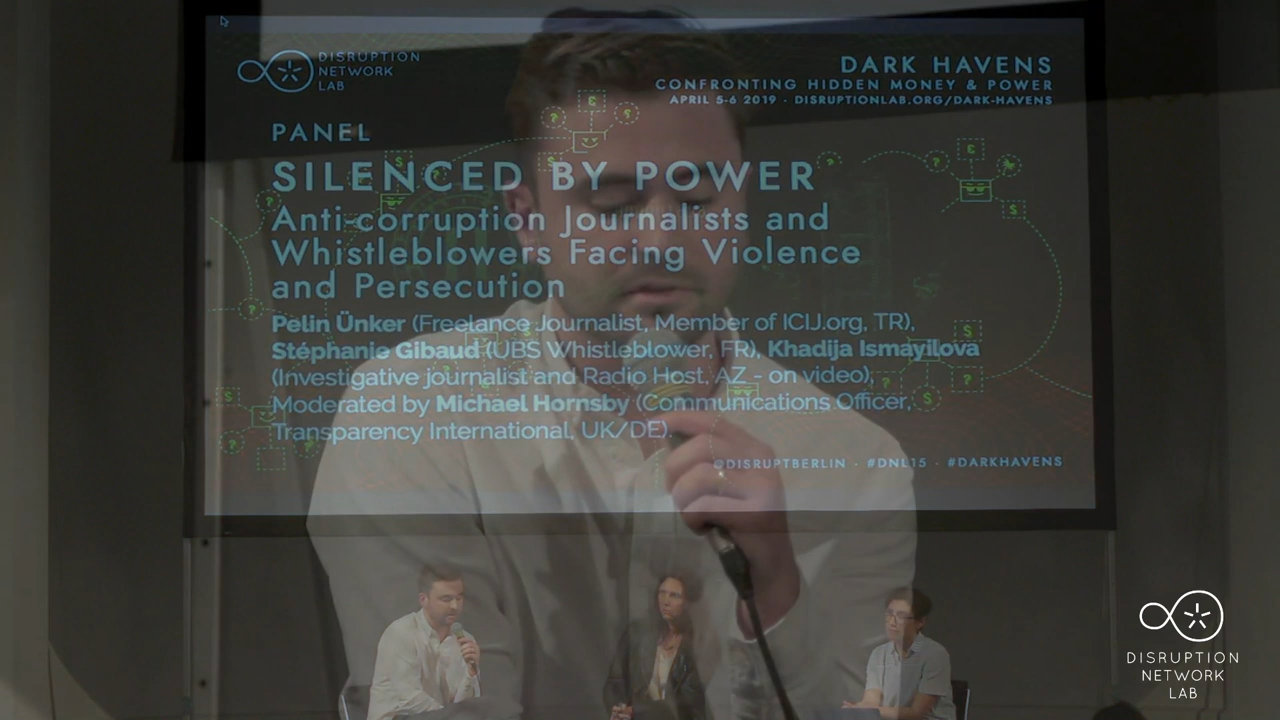 DISRUPTION
NETWORK
LAB
DARK HAVENS
CONFRONTING HIDDEN MONEY & POWER
APRIL 5-6 2019 · DISRUPTIONLAB.ORG/DARK-HAVENS
PANEL
SILENCED BY POWER
Anti-corruption Journalists and
Whistleblowers Facing Violence
and Persecution
Pelin Ünker (Freelance Journalist, Member of ICIJ.org, TR),
Stéphanie Gibaud (UBS Whistleblower, FR), Khadija Ismayilova
(Investigative journalist and Radio Host, AZ - on video),
Moderated by Michael Hornsby (Communications Officer,
Transparency International, UK/DE).
@DISRUPTBERLIN · #DNL15 · #DARKHAVENS
DISRUPTION
NETWORK
LAB